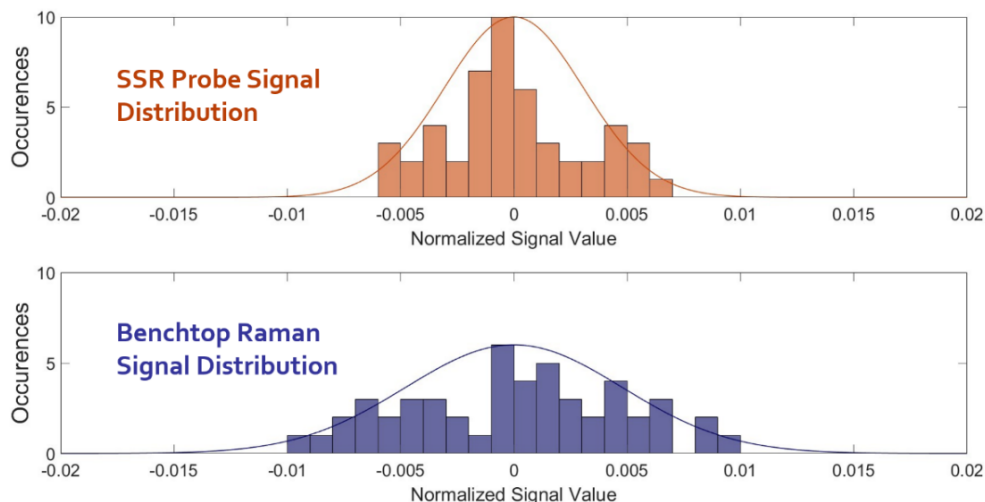 10
SSR Probe Signal
Distribution
5
0
Occurences
-0.02 -0.015 -0.01 -0.005 0 0.005 0.01 0.015 0.02
Normalized Signal Value
10
Benchtop Raman
Signal Distribution
5
0
Occurences
-0.02 -0.015 -0.01 -0.005 0 0.005 0.01 0.015 0.02
Normalized Signal Value